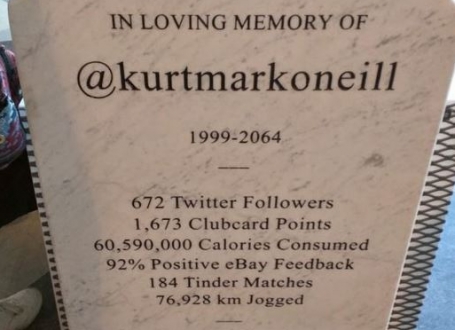 IN LOVING MEMORY OF
@kurtmarkoneill
1999-2064
672 Twitter Followers
1,673 Clubcard Points
60,590,000 Calories Consumed
92% Positive eBay Feedback
184 Tinder Matches
76,928 km Jogged